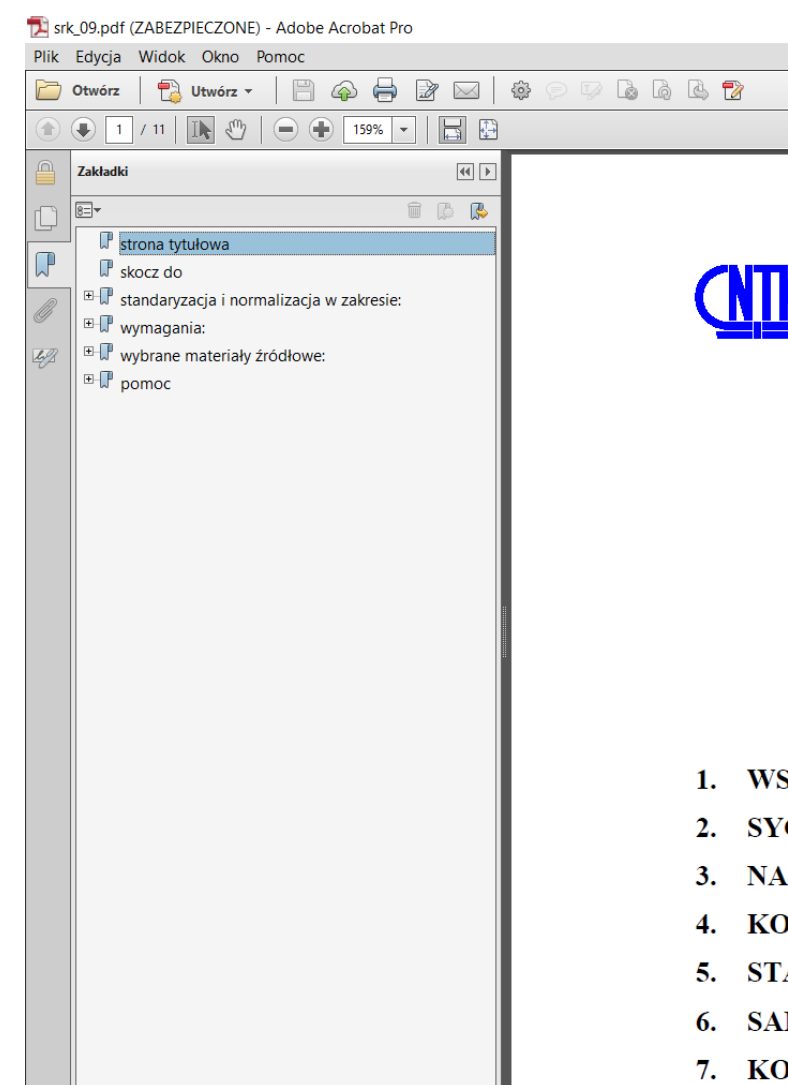 srk_09.pdf (ZABEZPIECZONE) - Adobe Acrobat Pro
Plik Edycja Widok Okno Pomoc
Otwórz Utwórz
1 / 11 159%
Zakładki
strona tytułowa
skocz do
standaryzacja i normalizacja w zakresie:
wymagania:
wybrane materiały źródłowe:
pomoc
1.
2.
3.
4.
5.
6.
7.